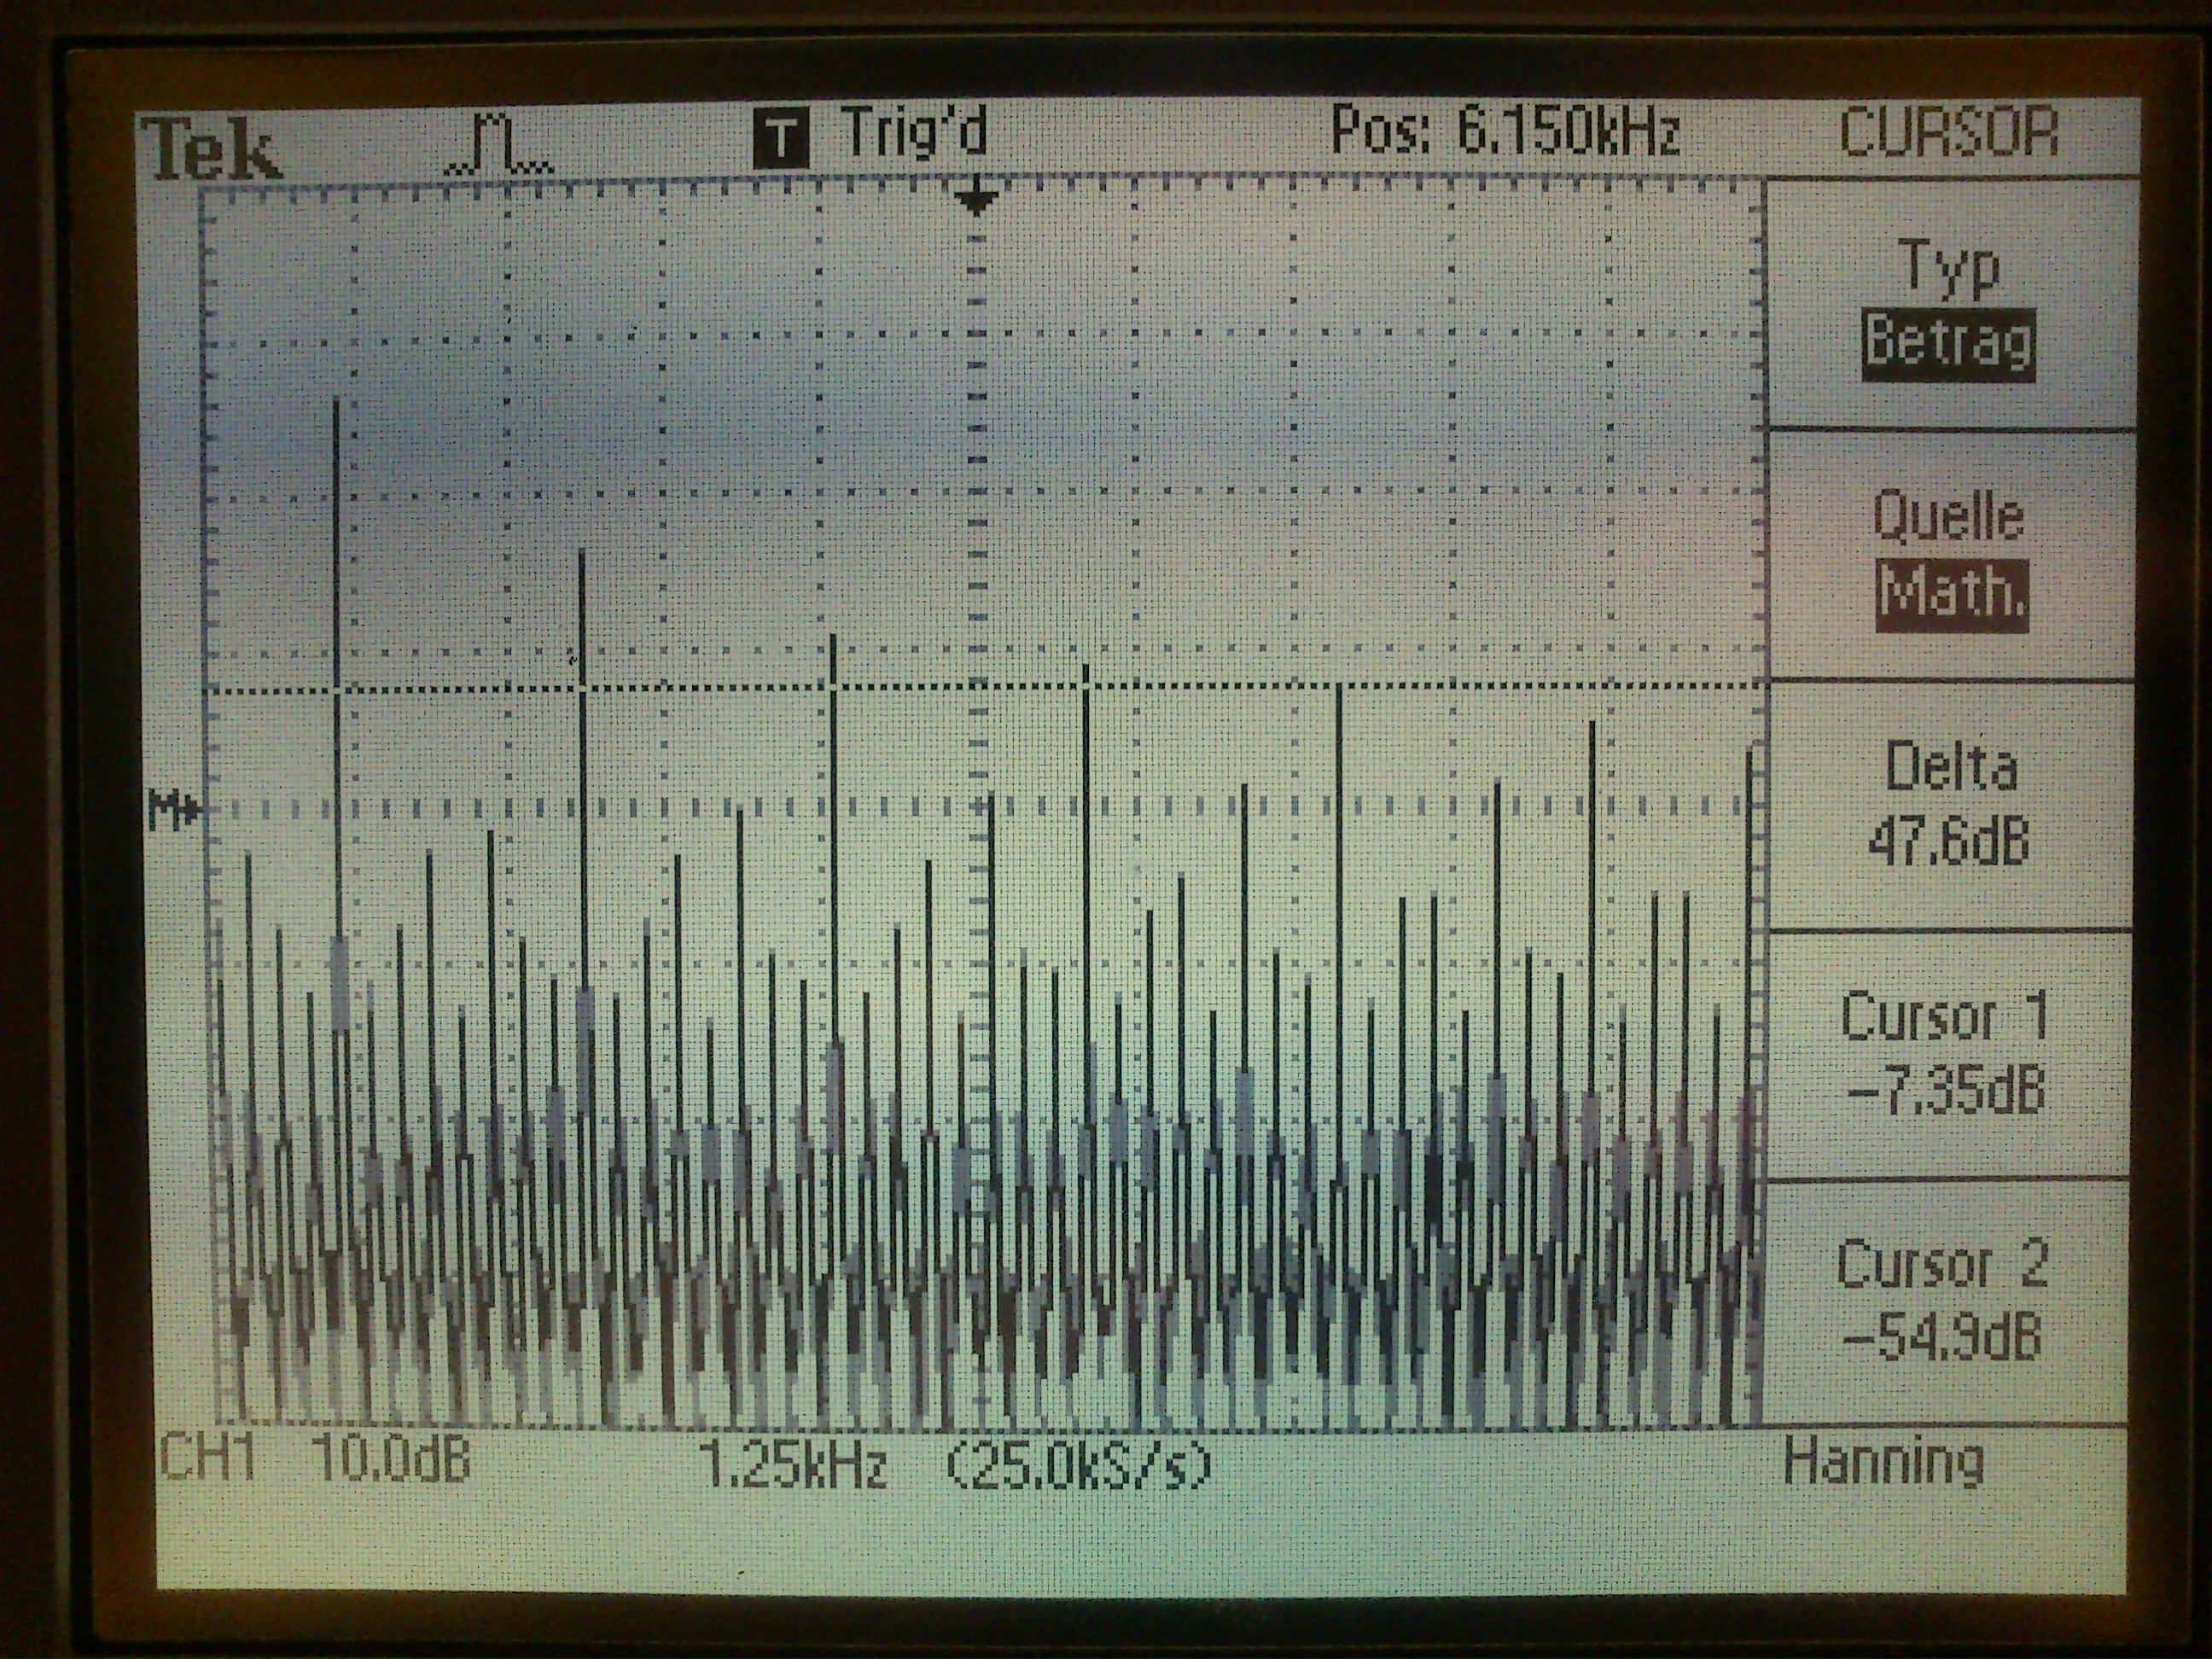 Tek T Trig'd Pos: 6.150kHz CURSOR
Typ
Betrag
Quelle
Math.
M
Delta
47.6dB
Cursor 1
-7.35dB
Cursor 2
-54.9dB
CH1 10.0dB 1.25kHz (25.0kS/s) Hanning